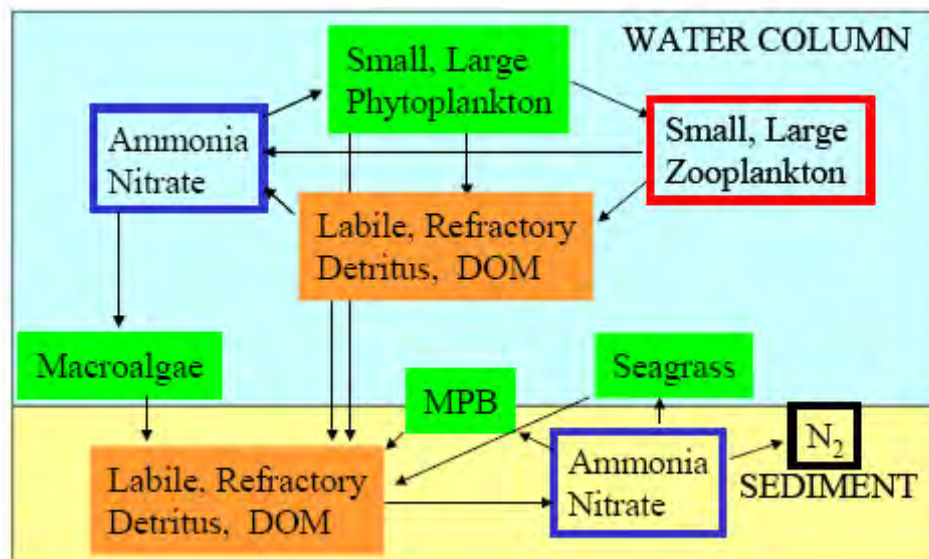 WATER COLUMN
Small, Large
Phytoplankton
Ammonia
Nitrate
Small, Large
Zooplankton
Labile, Refractory
Detritus, DOM
Macroalgae
Seagrass
MPB
N₂
SEDIMENT
Labile, Refractory
Detritus, DOM
Ammonia
Nitrate